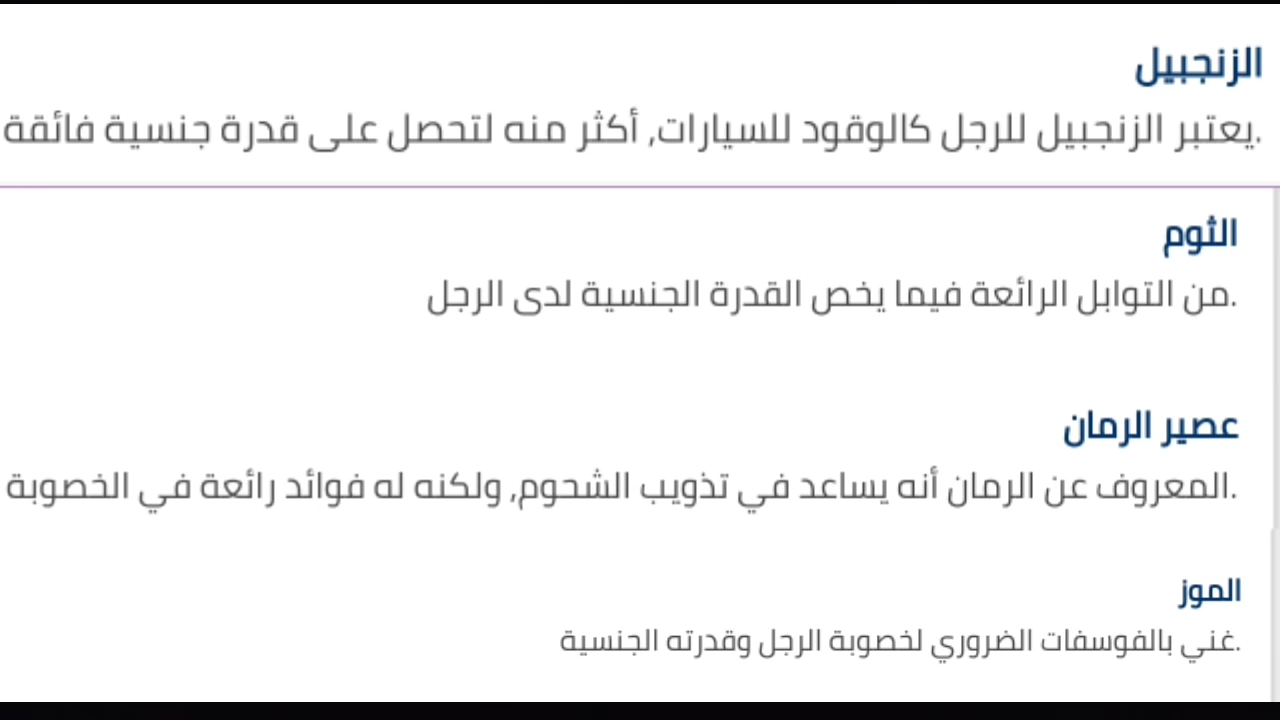 الزنجبيل
.يعتبر الزنجبيل للرجل كالوقود للسيارات, أكثر منه لتحصل على قدرة جنسية فائقة
الثوم
.من التوابل الرائعة فيما يخص القدرة الجنسية لدى الرجل
عصير الرمان
.المعروف عن الرمان أنه يساعد في تذويب الشحوم, ولكنه له فوائد رائعة في الخصوبة
الموز
.غني بالفوسفات الضروري لخصوبة الرجل وقدرته الجنسية